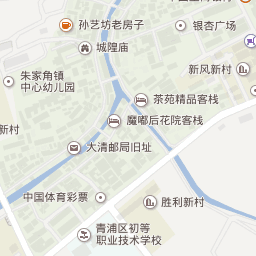 孙艺坊老房子
银杏广场
城隍庙
新风新村
朱家角镇
中心幼儿园
茶苑精品客栈
魔嘟后花院客栈
新村
大清邮局旧址
中国体育彩票
胜利新村
青浦区初等
职业技术学校